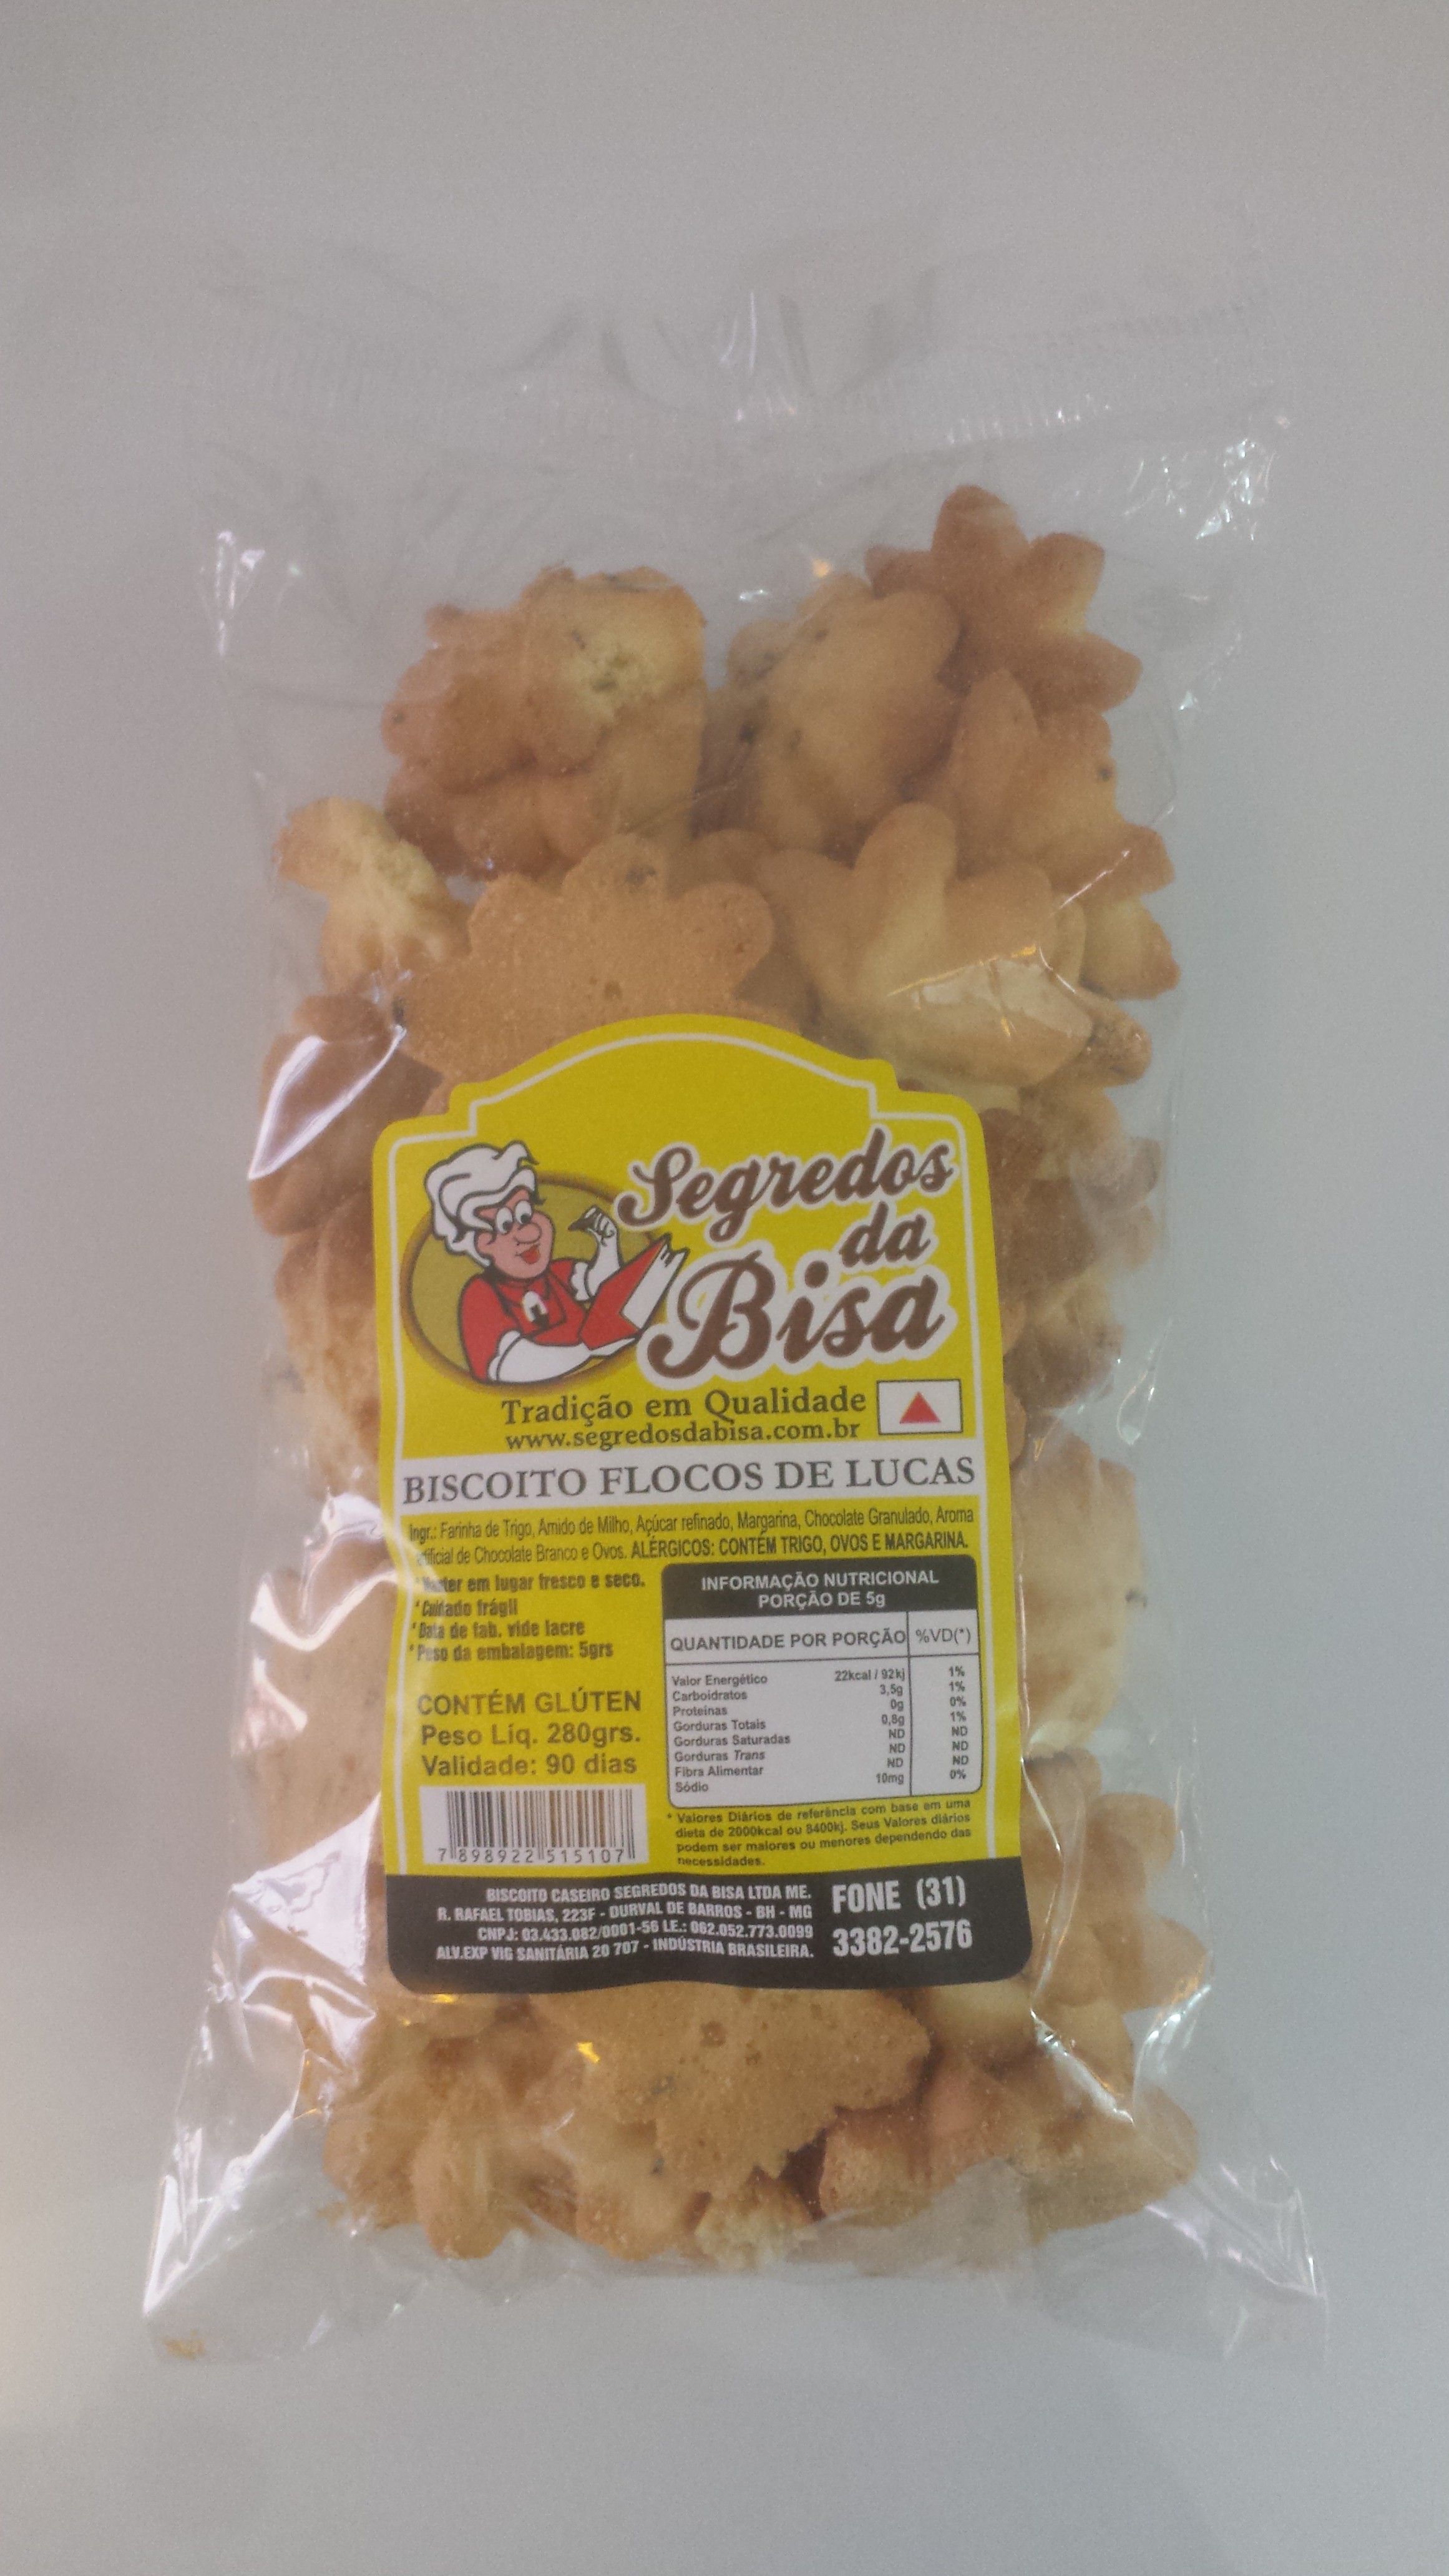 Segredos
da
Bisa
Tradição em Qualidade
www.segredosdabisa.com.br
BISCOITO FLOCOS DE LUCAS
Ingr.: Farinha de Trigo, Amido de Milho, Açúcar refinado, Margarina, Chocolate Granulado, Aroma
de Chocolate Branco e Ovos. ALÉRGICOS: CONTÉM TRIGO, OVOS E MARGARINA.
em lugar fresco e seco.
*Cuidado frágil
*Data de fab. vide lacre
*Peso da embalagem: 5grs
CONTÉM GLÚTEN
Peso Líq. 280grs.
Validade: 90 dias
7 898922 515107
INFORMAÇÃO NUTRICIONAL
PORÇÃO DE 5g
QUANTIDADE POR PORÇÃO %VD(*)
Valor Energético 22kcal / 92kj 1%
Carboidratos 3,5g 1%
Proteinas 0g 0%
Gorduras Totais 0,8g 1%
Gorduras Saturadas ND ND
Gorduras Trans ND ND
Fibra Alimentar ND ND
Sódio 10mg 0%
* Valores Diários de referência com base em uma
dieta de 2000kcal ou 8400kj. Seus Valores diários
podem ser maiores ou menores dependendo das
necessidades.
BISCOITO CASEIRO SEGREDOS DA BISA LTDA ME.
R. RAFAEL TOBIAS, 223F - DURVAL DE BARROS - BH - MG
CNPJ: 03.433.082/0001-56 I.E.: 062.052.773.0099
ALV.EXP VIG SANITÁRIA 20 707 - INDÚSTRIA BRASILEIRA.
FONE (31)
3382-2576